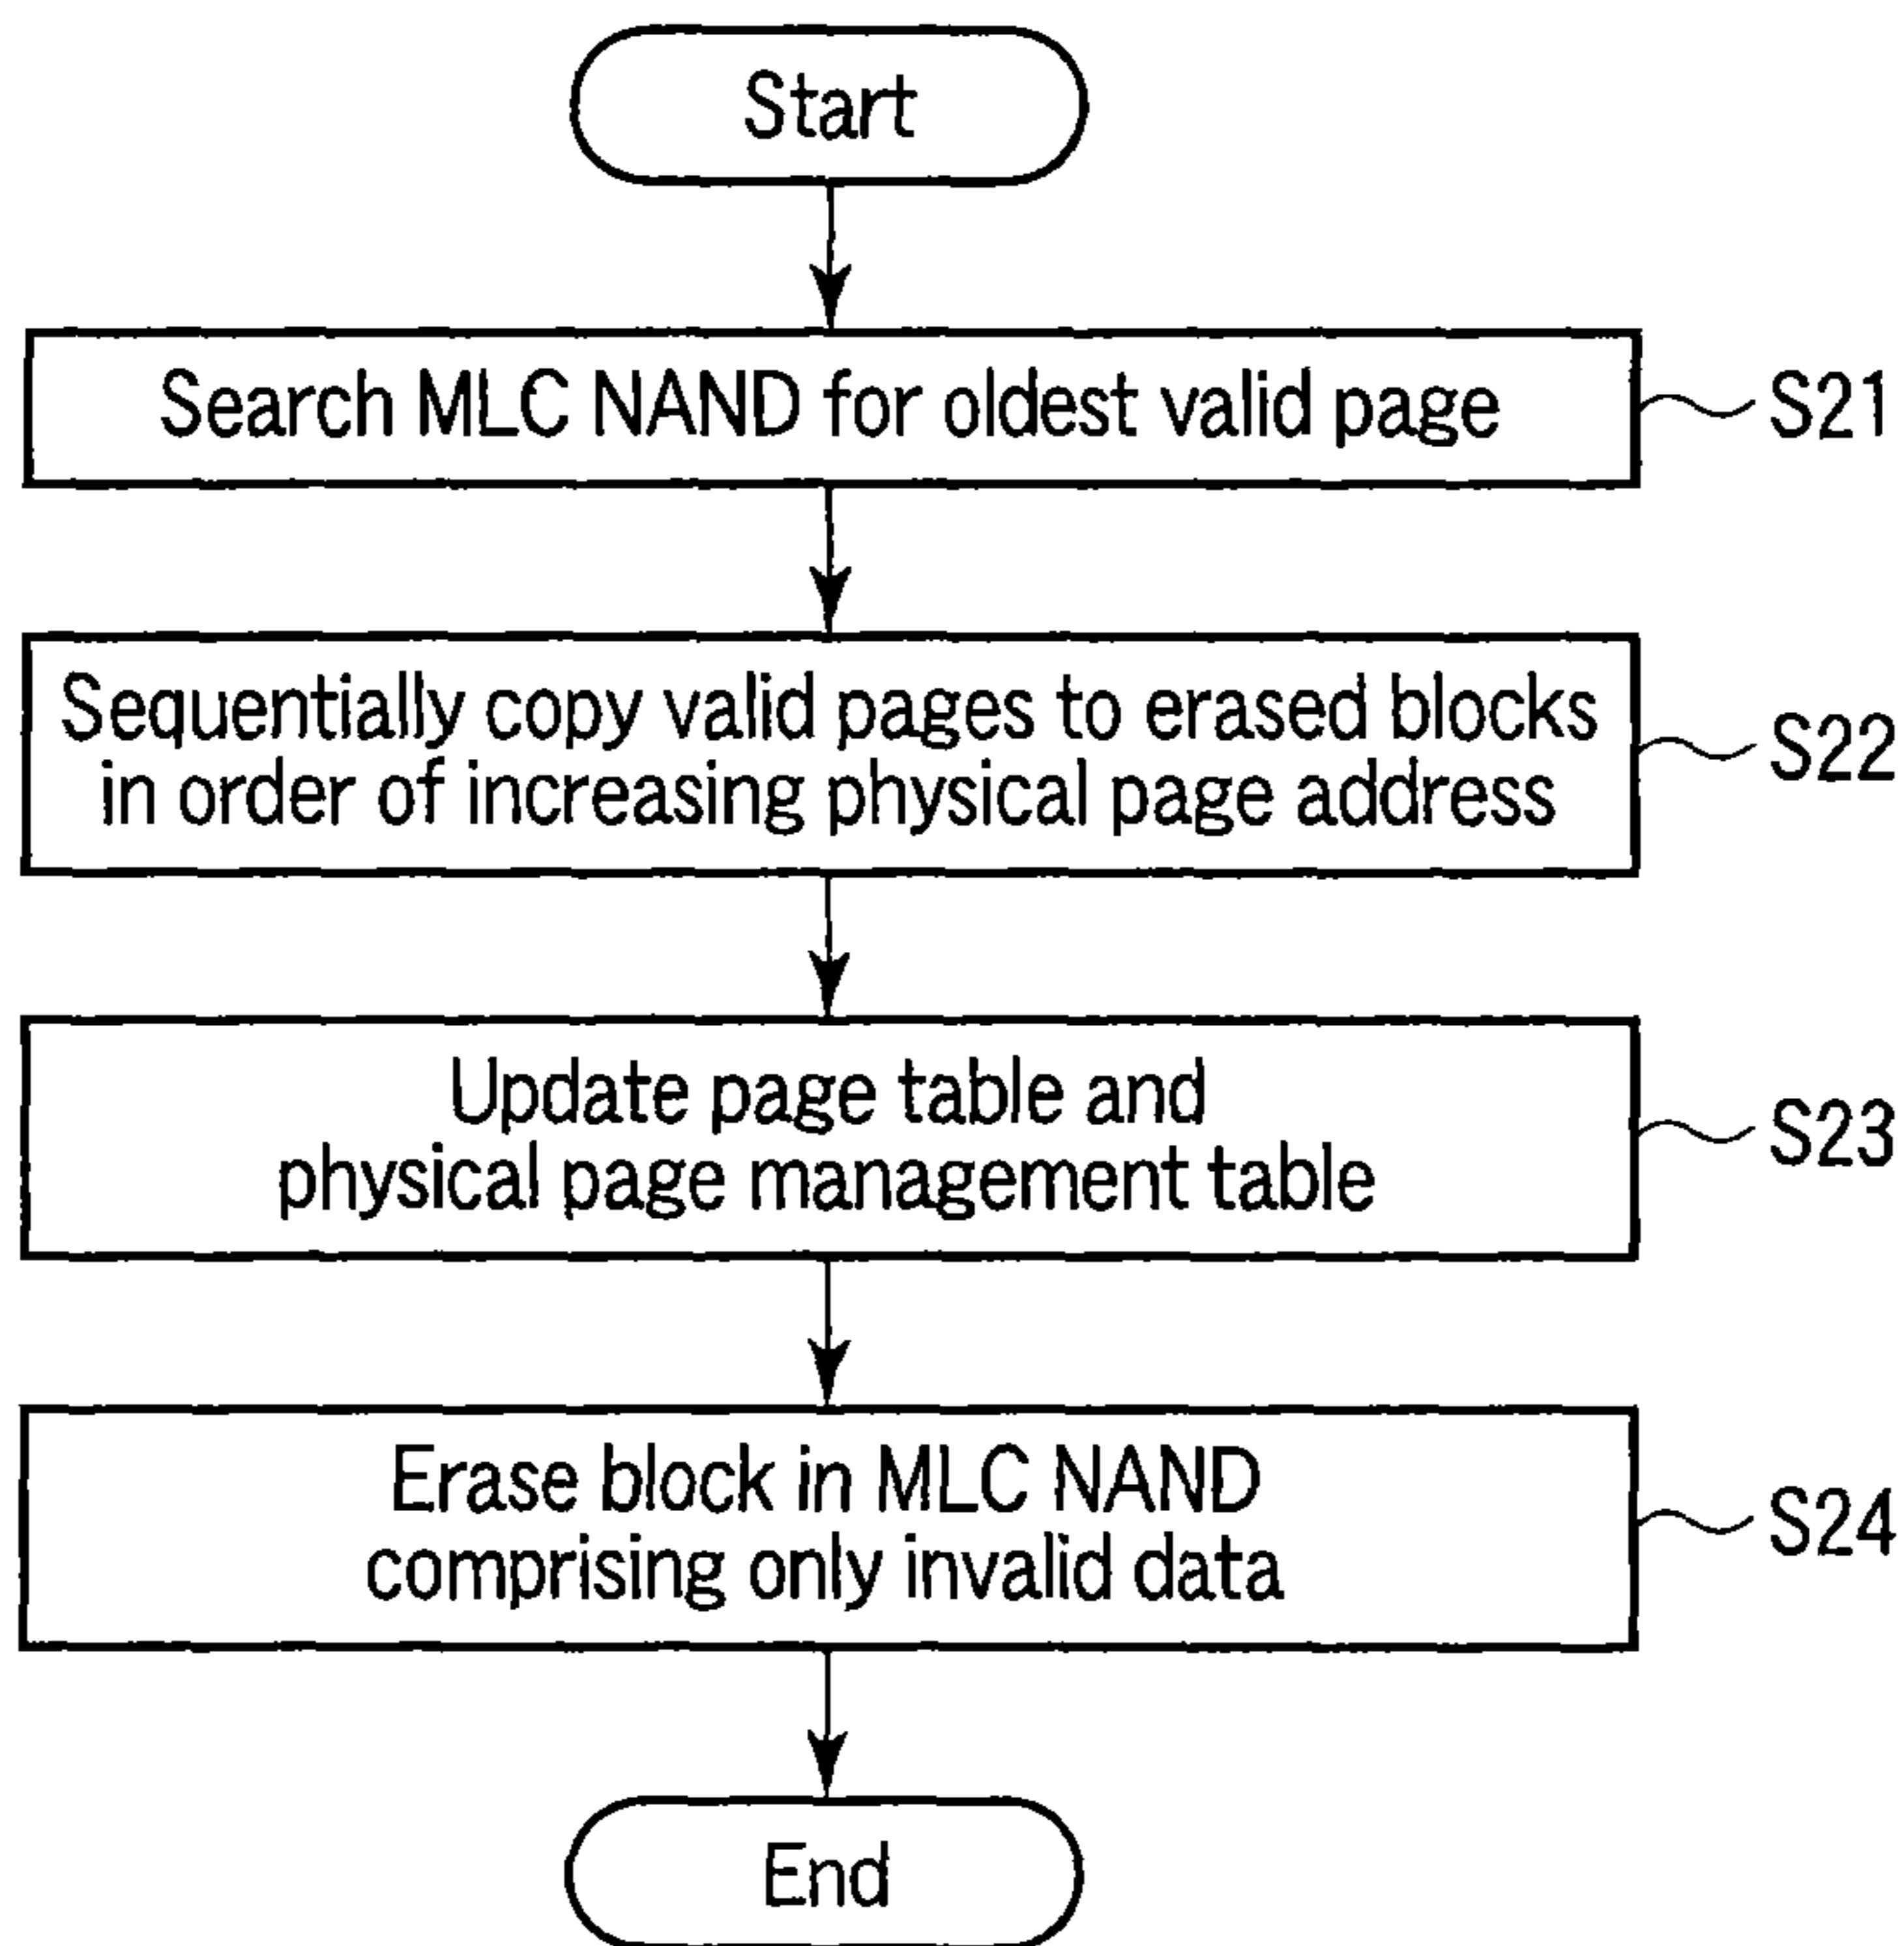 Start
Search MLC NAND for oldest valid page
S21
Sequentially copy valid pages to erased blocks
in order of increasing physical page address
S22
Update page table and
physical page management table
S23
Erase block in MLC NAND
comprising only invalid data
S24
End